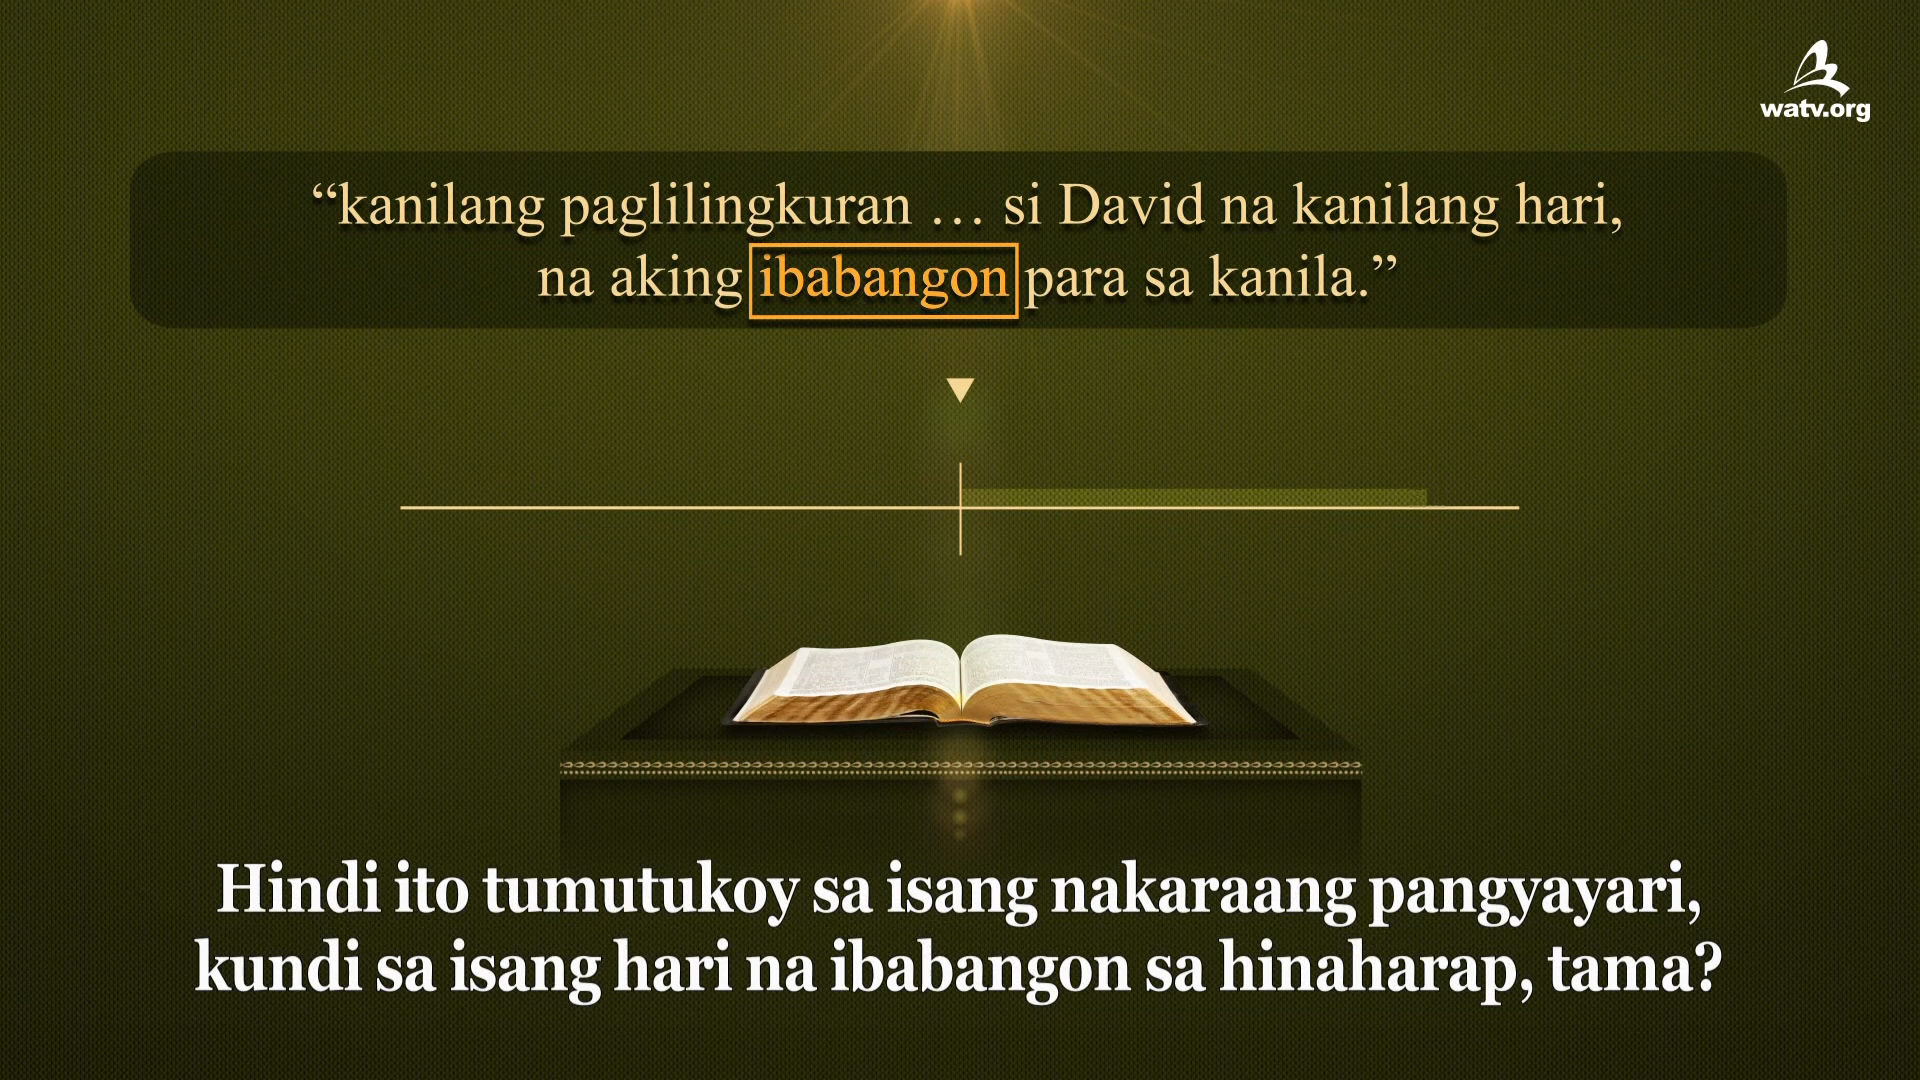 watv.org
“kanilang paglilingkuran … si David na kanilang hari,
na aking ibabangon para sa kanila.”
Hindi ito tumutukoy sa isang nakaraang pangyayari,
kundi sa isang hari na ibabangon sa hinaharap, tama?